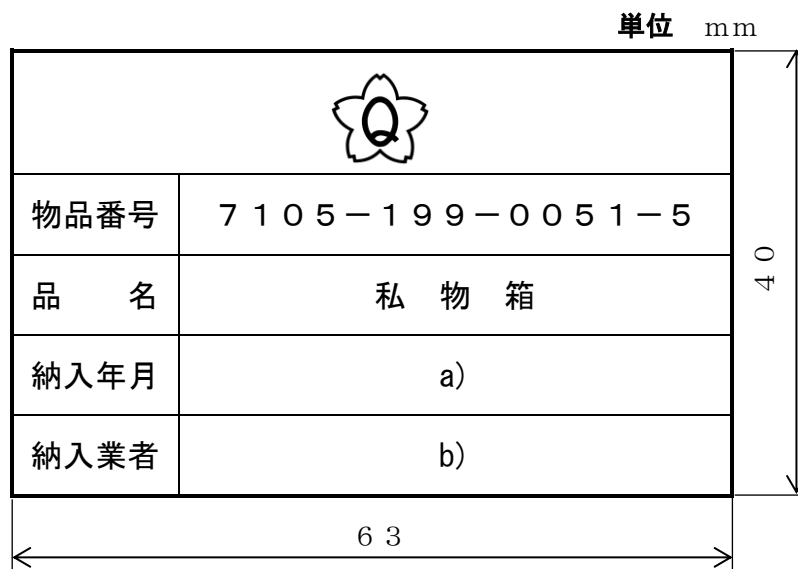 単位　ｍｍ
Q
物品番号　７１０５－１９９－００５１－５
品　　名　私　物　箱
納入年月　a)
納入業者　b)
４０
６３